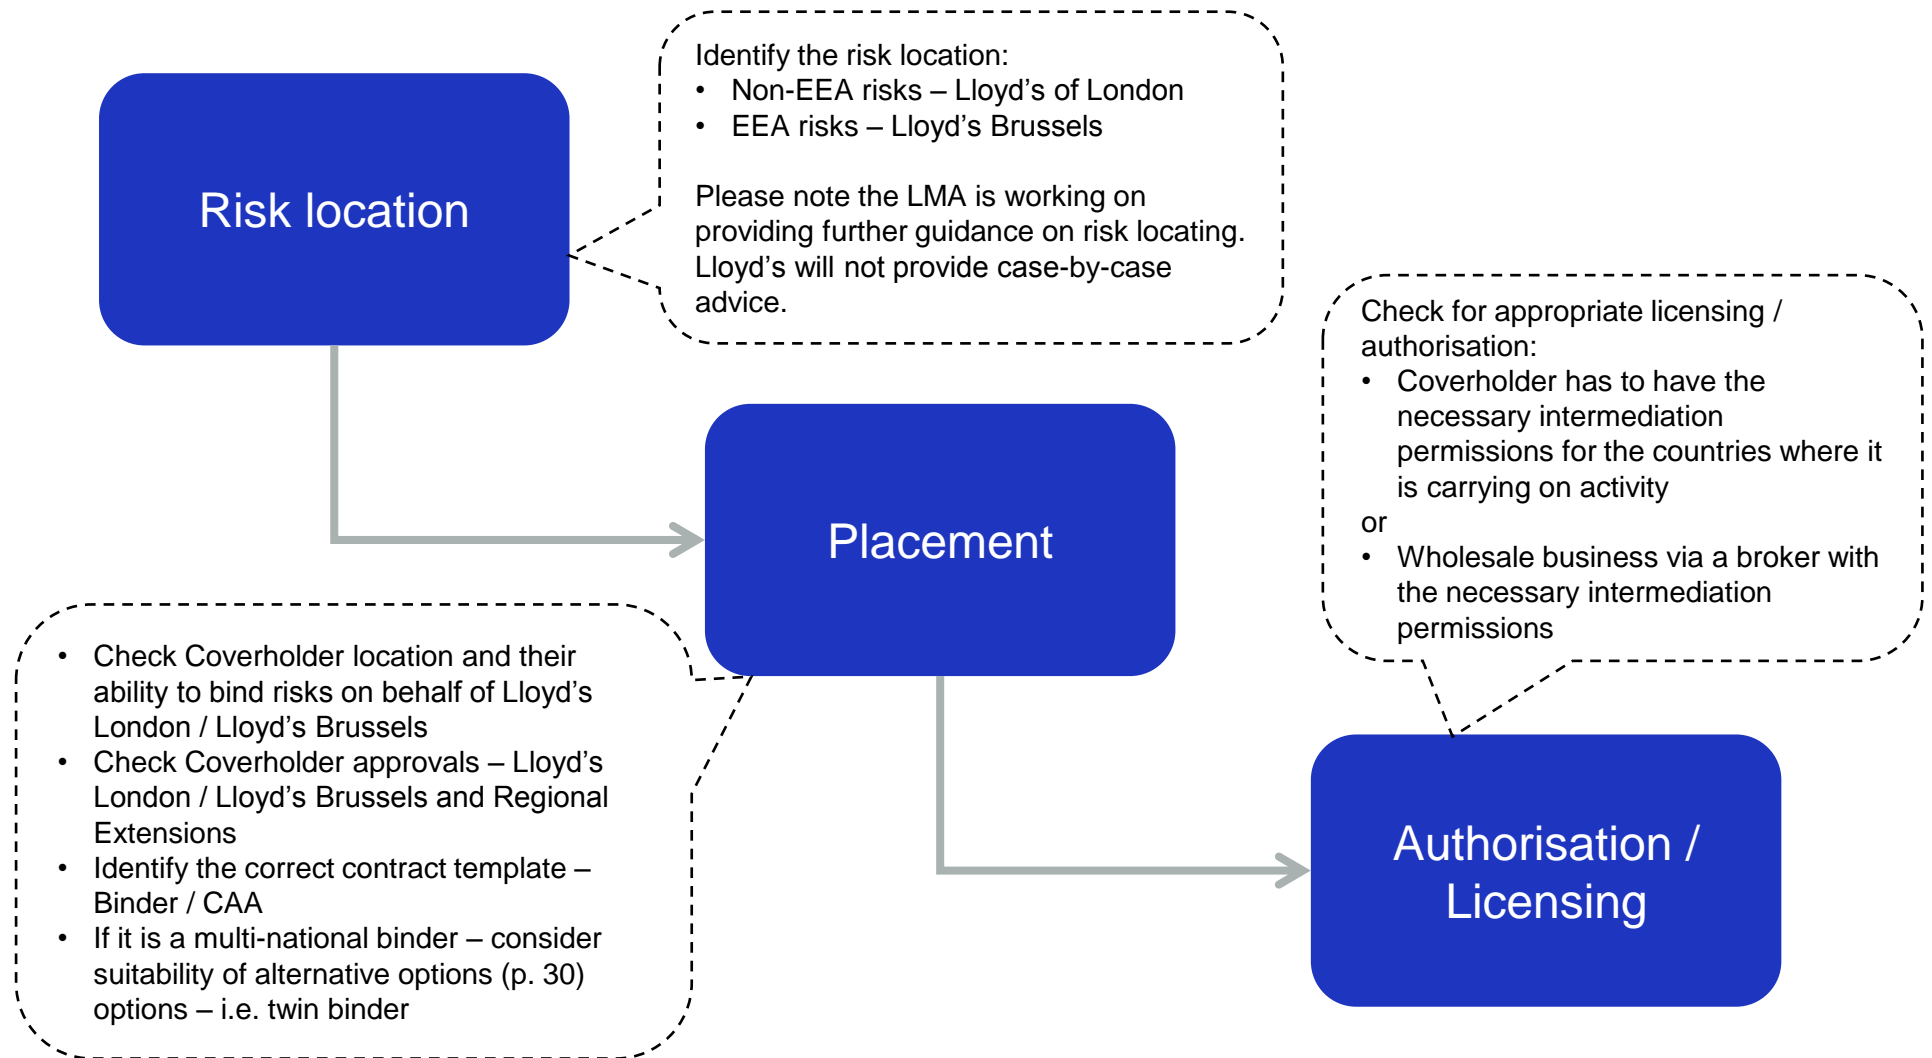 Risk location
Identify the risk location:
• Non-EEA risks – Lloyd's of London
• EEA risks – Lloyd's Brussels
Please note the LMA is working on
providing further guidance on risk locating.
Lloyd's will not provide case-by-case
advice.
Placement
• Check Coverholder location and their
ability to bind risks on behalf of Lloyd's
London / Lloyd's Brussels
• Check Coverholder approvals – Lloyd's
London / Lloyd's Brussels and Regional
Extensions
• Identify the correct contract template –
Binder / CAA
• If it is a multi-national binder – consider
suitability of alternative options (p. 30)
options – i.e. twin binder
Check for appropriate licensing /
authorisation:
• Coverholder has to have the
necessary intermediation
permissions for the countries where it
is carrying on activity
or
• Wholesale business via a broker with
the necessary intermediation
permissions
Authorisation /
Licensing